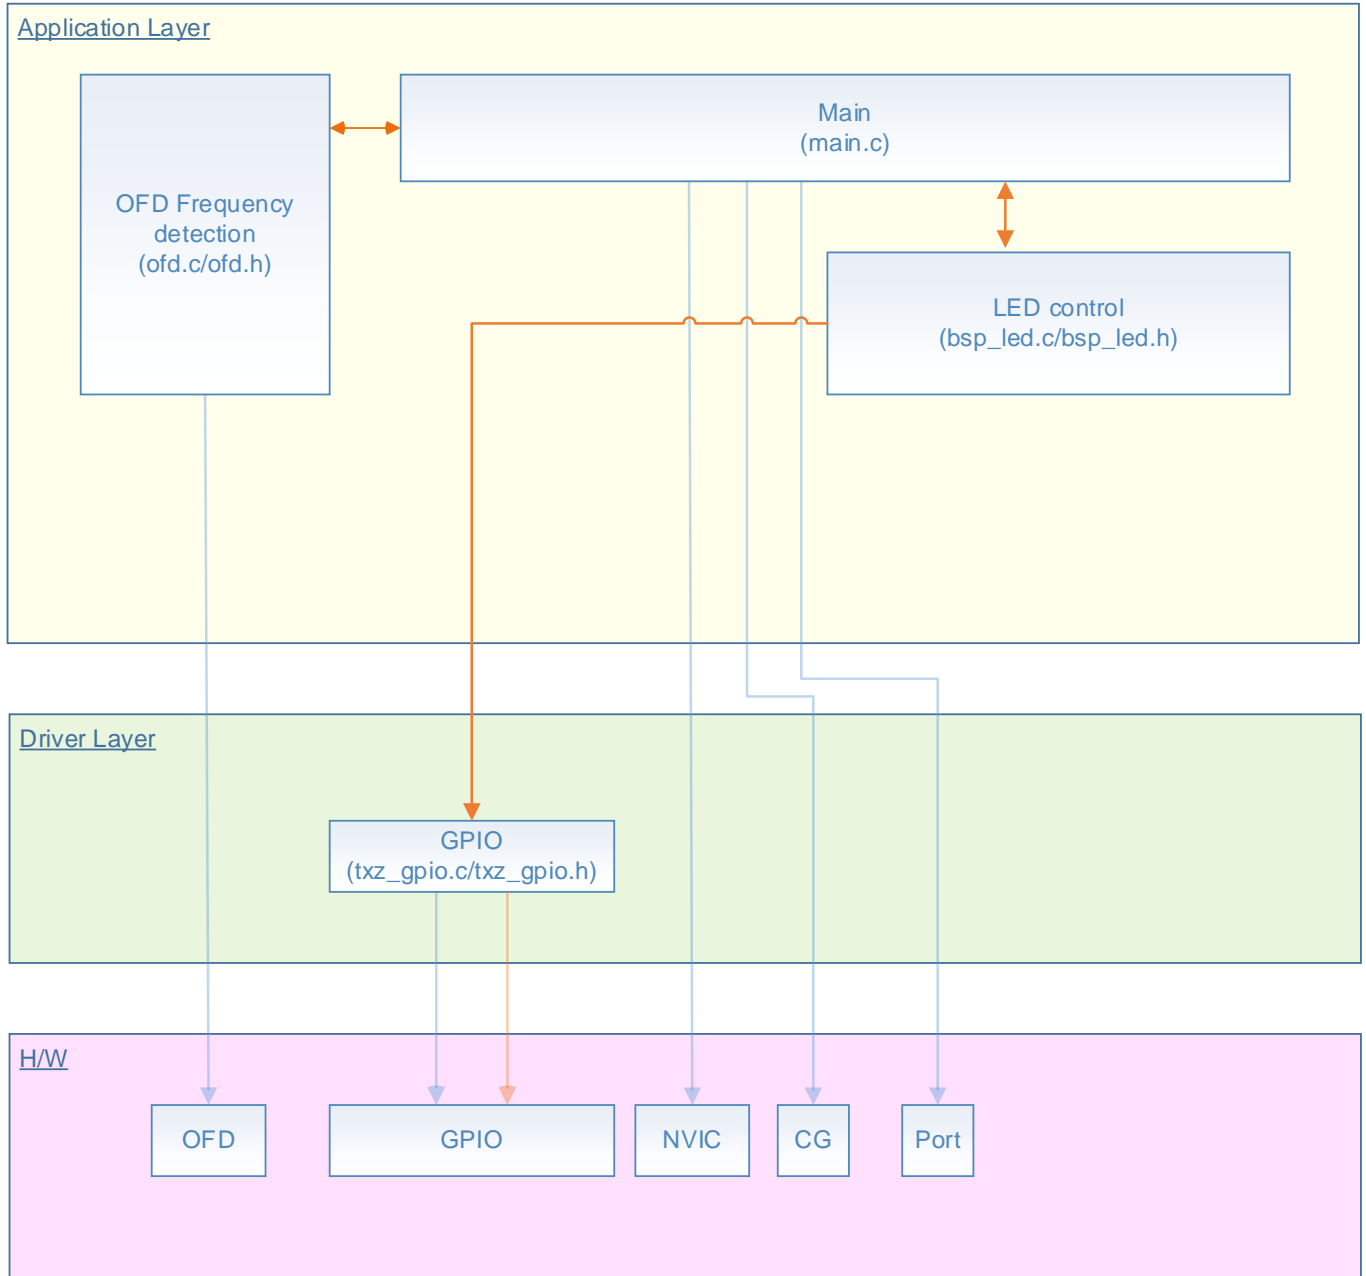 Application Layer
Main
(main.c)
OFD Frequency
detection
(ofd.c/ofd.h)
LED control
(bsp_led.c/bsp_led.h)
Driver Layer
GPIO
(txz_gpio.c/txz_gpio.h)
H/W
OFD
GPIO
NVIC
CG
Port